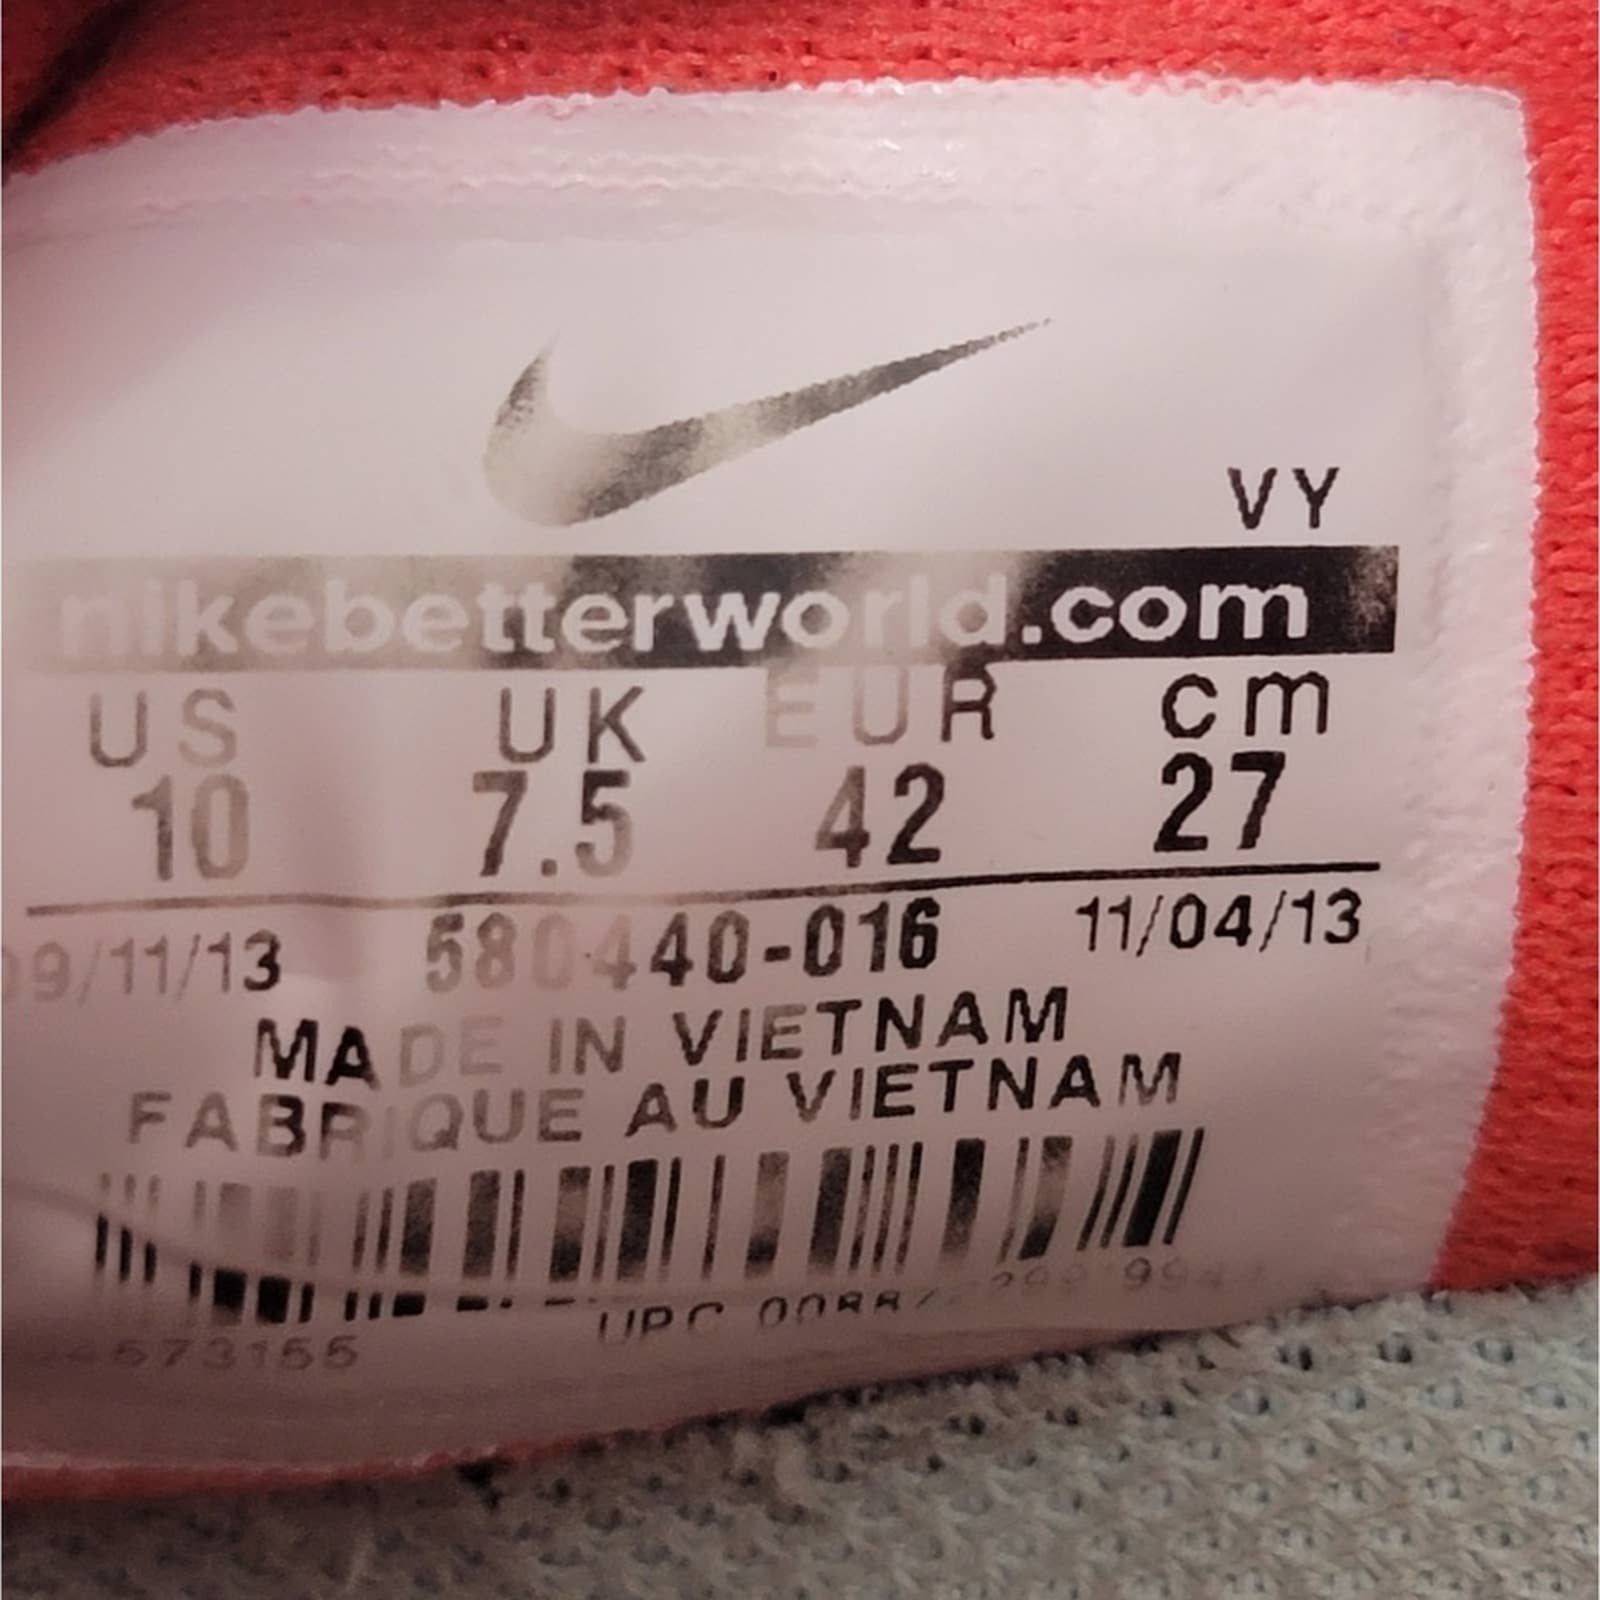 VY
nikebetterworld.com
US UK EUR cm
10 7.5 42 27
09/11/13 580440-016 11/04/13
MADE IN VIETNAM
FABRIQUE AU VIETNAM
UPC